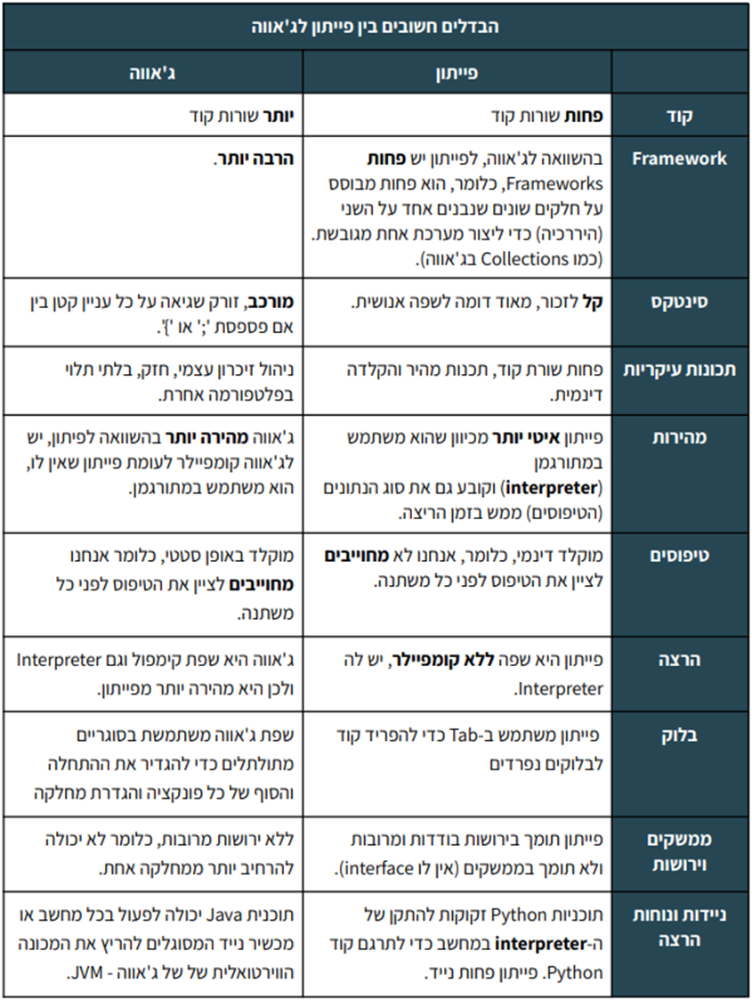 הבדלים חשובים בין פייתון לג'אווה
פייתון
ג'אווה
קוד
פחות שורות קוד
יותר שורות קוד
Framework
בהשוואה לג'אווה, לפייתון יש פחות
Frameworks, כלומר, הוא פחות מבוסס
על חלקים שונים שנבנים אחד על השני
(היררכיה) כדי ליצור מערכת אחת מגובשת.
(כמו Collections בג'אווה).
הרבה יותר.
סינטקס
קל לזכור, מאוד דומה לשפה אנושית.
מורכב, זורק שגיאה על כל עניין קטן בין
אם פספסת ';' או '}'.
תכונות עיקריות
פחות שורת קוד, תכנות מהיר והקלדה
דינמית.
ניהול זיכרון עצמי, חזק, בלתי תלוי
בפלטפורמה אחרת.
מהירות
פייתון איטי יותר מכיוון שהוא משתמש
במתורגמן
(interpreter) וקובע גם את סוג הנתונים
(הטיפוסים) ממש בזמן הריצה.
ג'אווה מהירה יותר בהשוואה לפיתון, יש
לג'אווה קומפיילר לעומת פייתון שאין לו,
הוא משתמש במתורגמן.
טיפוסים
מוקלד דינמי, כלומר, אנחנו לא מחוייבים
לציין את הטיפוס לפני כל משתנה.
מוקלד באופן סטטי, כלומר אנחנו
מחוייבים לציין את הטיפוס לפני כל
משתנה.
הרצה
פייתון היא שפה ללא קומפיילר, יש לה
Interpreter.
ג'אווה היא שפת קימפול וגם Interpreter
ולכן היא מהירה יותר מפייתון.
בלוק
פייתון משתמש ב-Tab כדי להפריד קוד
לבלוקים נפרדים
שפת ג'אווה משתמשת בסוגריים
מתולתלים כדי להגדיר את ההתחלה
והסוף של כל פונקציה והגדרת מחלקה
ממשקים
וירושות
פייתון תומך בירושות בודדות ומרובות
ולא תומך בממשקים (אין לו interface).
ללא ירושות מרובות, כלומר לא יכולה
להרחיב יותר ממחלקה אחת.
ניידות ונוחות
הרצה
תוכניות Python זקוקות להתקן של
ה-interpreter במחשב כדי לתרגם קוד
Python. פייתון פחות נייד.
תוכנית Java יכולה לפעול בכל מחשב או
מכשיר נייד המסוגלים להריץ את המכונה
הווירטואלית של של ג'אווה - JVM.